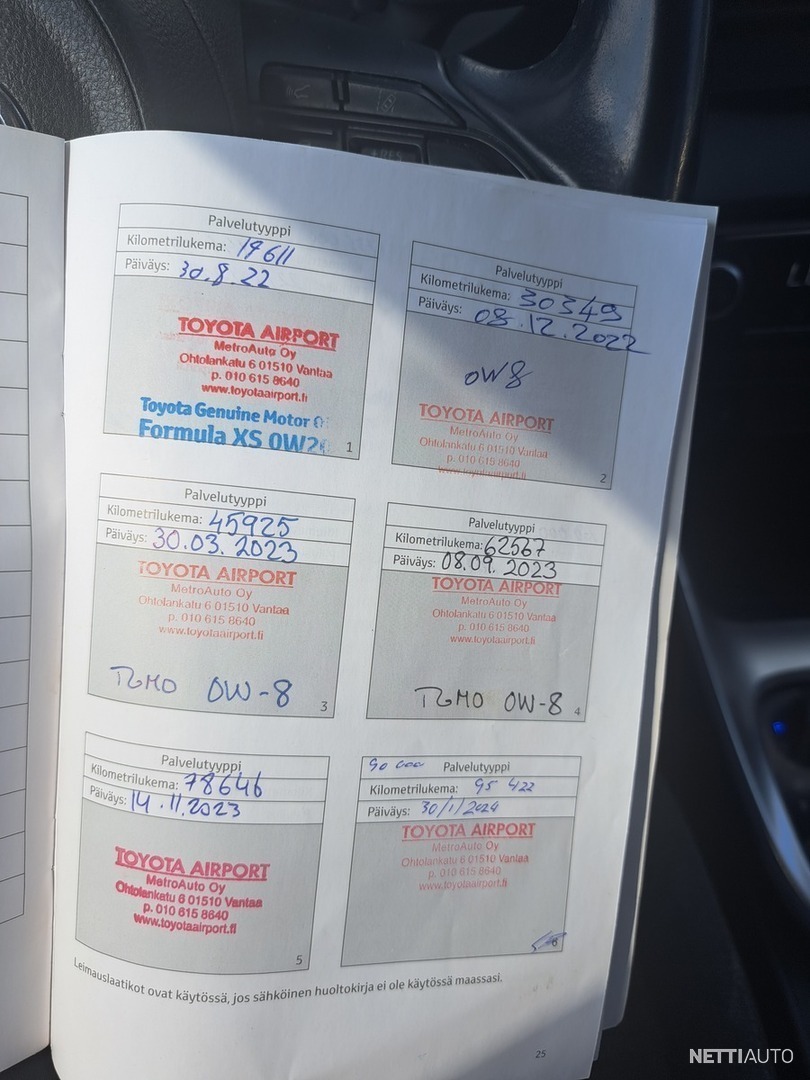 Palvelutyyppi
Kilometrilukema: 19611
Päiväys: 30.8.22
TOYOTA AIRPORT
MetroAuto Oy
Ohtolankatu 6 01510 Vantaa
p. 010 615 8640
www.toyotaairport.fi
Toyota Genuine Motor
Formula XS 0W20
1
Palvelutyyppi
Kilometrilukema: 30349
Päiväys: 08.12.2022
0W8
TOYOTA AIRPORT
MetroAuto Oy
Ohtolankatu 6 01510 Vantaa
p. 010 615 8640
www.toyotaairport.fi
2
Palvelutyyppi
Kilometrilukema: 45925
Päiväys: 30.03.2023
TOYOTA AIRPORT
MetroAuto Oy
Ohtolankatu 6 01510 Vantaa
p. 010 615 8640
www.toyotaairport.fi
TGMO 0W-8
3
Palvelutyyppi
Kilometrilukema: 62567
Päiväys: 08.09.2023
TOYOTA AIRPORT
MetroAuto Oy
Ohtolankatu 6 01510 Vantaa
p. 010 615 8640
www.toyotaairport.fi
TGMO 0W-8
4
Palvelutyyppi
Kilometrilukema: 78646
Päiväys: 14.11.2023
TOYOTA AIRPORT
MetroAuto Oy
Ohtolankatu 6 01510 Vantaa
p. 010 615 8640
www.toyotaairport.fi
5
90 000 Palvelutyyppi
Kilometrilukema: 95 422
Päiväys: 30/1/2024
TOYOTA AIRPORT
MetroAuto Oy
Ohtolankatu 6 01510 Vantaa
p. 010 615 8640
www.toyotaairport.fi
6
Leimauslaatikot ovat käytössä, jos sähköinen huoltokirja ei ole käytössä maassasi.
25
NETTIAUTO